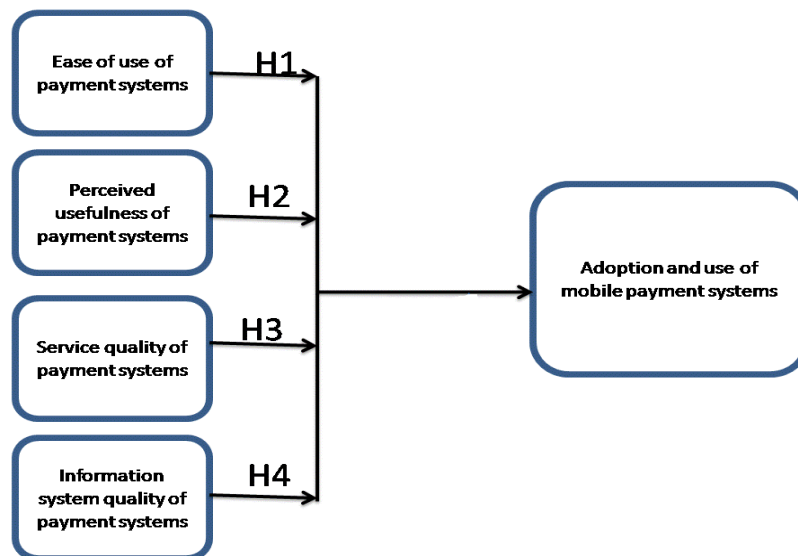 Ease of use of
payment systems
H1
Perceived
usefulness of
payment systems
H2
Service quality of
payment systems
H3
Information
system quality of
payment systems
H4
Adoption and use of
mobile payment systems